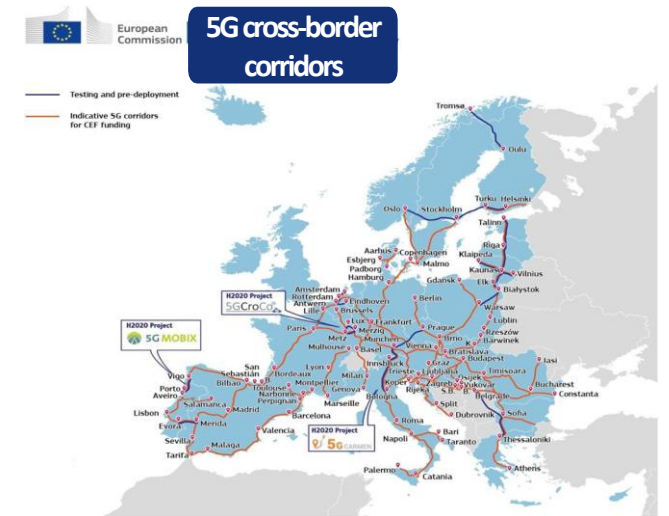 European
Commission
5G cross-border
corridors
Testing and pre-deployment
Indicative 5G corridors
for CEF funding
Tromsø
Oulu
Oslo
Stockholm
Turku
Helsinki
Talinn
Riga
Klaipeda
Kaunas
Vilnius
Elk
Białystok
Aarhus
Esbjerg
Padborg
Hamburg
Copenhagen
Malmo
Gdansk
Berlin
Warsaw
Lublin
Rzeszów
Barwinek
Amsterdam
Rotterdam
Antwerp
Lille
Eindhoven
Brussels
Lux
Frankfurt
Merzig
Metz
Paris
Mulhouse
Basel
München
Prague
Brno
Vienna
Bratislava
Budapest
Innsbruck
Graz
Trieste
Ljubljana
Koper
Zagreb
Rijeka
Osijek
Vukovar
B.
Timisoara
Belgrade
Iasi
Bucharest
Constanta
Split
Dubrovnik
Sofia
Thessaloniki
Athens
Lyon
Milan
Genova
Bologna
Marseille
Montpellier
Narbonne
Perpignan
Toulouse
Bordeaux
San
Sebastián
B.
Bilbao
Vigo
Porto
Aveiro
Salamanca
Madrid
Lisbon
Evora
Merida
Sevilla
Tarifa
Malaga
Valencia
Barcelona
Roma
Napoli
Bari
Taranto
Palermo
Catania
H2020 Project
5GCroCo
H2020 Project
5G MOBIX
H2020 Project
5G CARMEN